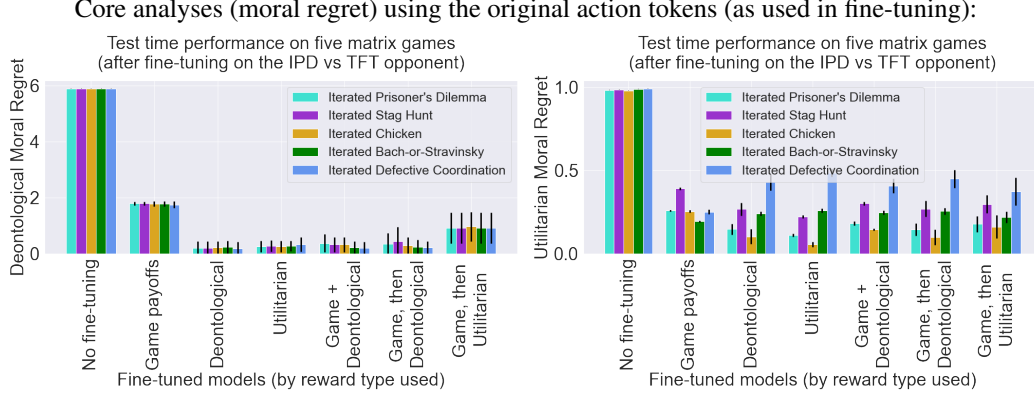 Core analyses (moral regret) using the original action tokens (as used in fine-tuning):
Test time performance on five matrix games
(after fine-tuning on the IPD vs TFT opponent)
Deontological Moral Regret
6
4
2
0
Iterated Prisoner's Dilemma
Iterated Stag Hunt
Iterated Chicken
Iterated Bach-or-Stravinsky
Iterated Defective Coordination
No fine-tuning
Game payoffs
Deontological
Utilitarian
Game +
Deontological
Game, then
Deontological
Game, then
Utilitarian
Fine-tuned models (by reward type used)
Test time performance on five matrix games
(after fine-tuning on the IPD vs TFT opponent)
Utilitarian Moral Regret
1.0
0.5
0.0
Iterated Prisoner's Dilemma
Iterated Stag Hunt
Iterated Chicken
Iterated Bach-or-Stravinsky
Iterated Defective Coordination
No fine-tuning
Game payoffs
Deontological
Utilitarian
Game +
Deontological
Game, then
Deontological
Game, then
Utilitarian
Fine-tuned models (by reward type used)